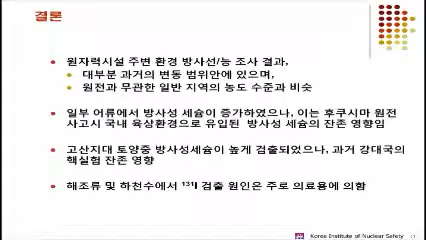 결론
원자력시설 주변 환경 방사선/능 조사 결과,
대부분 과거의 변동 범위안에 있으며,
원전과 무관한 일반 지역의 농도 수준과 비슷
일부 어류에서 방사성 세슘이 증가하였으나, 이는 후쿠시마 원전
사고시 국내 육상환경으로 유입된 방사성 세슘의 잔존 영향임
고산지대 토양중 방사성세슘이 높게 검출되었으나, 과거 강대국의
핵실험 잔존 영향
해조류 및 하천수에서 ¹³¹I 검출 원인은 주로 의료용에 의함
Korea Institute of Nuclear Safety